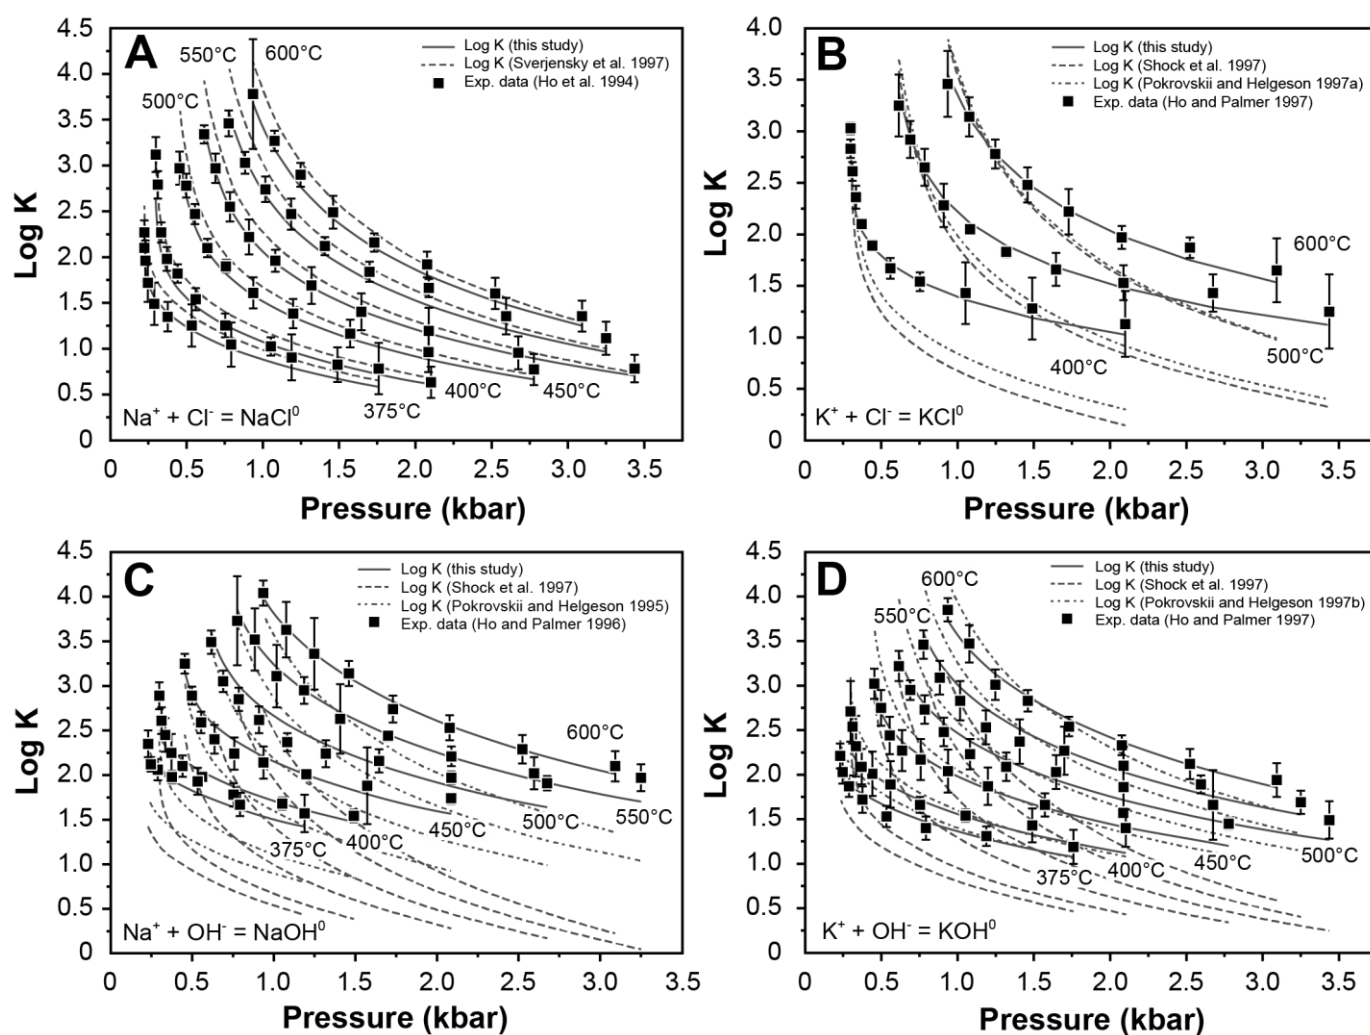 A
4.5
4.0
3.5
3.0
2.5
2.0
1.5
1.0
0.5
0
Log K
550°C
600°C
500°C
Log K (this study)
Log K (Sverjensky et al. 1997)
Exp. data (Ho et al. 1994)
400°C
450°C
375°C
Na⁺ + Cl⁻ = NaCl⁰
0 0.5 1.0 1.5 2.0 2.5 3.0 3.5
Pressure (kbar)
B
4.0
3.5
3.0
2.5
2.0
1.5
1.0
0.5
0
Log K
Log K (this study)
Log K (Shock et al. 1997)
Log K (Pokrovskii and Helgeson 1997a)
Exp. data (Ho and Palmer 1997)
600°C
500°C
400°C
K⁺ + Cl⁻ = KCl⁰
0 0.5 1.0 1.5 2.0 2.5 3.0 3.5
Pressure (kbar)
C
4.5
4.0
3.5
3.0
2.5
2.0
1.5
1.0
0.5
0
Log K
Log K (this study)
Log K (Shock et al. 1997)
Log K (Pokrovskii and Helgeson 1995)
Exp. data (Ho and Palmer 1996)
600°C
550°C
500°C
450°C
400°C
375°C
Na⁺ + OH⁻ = NaOH⁰
0 0.5 1.0 1.5 2.0 2.5 3.0 3.5
Pressure (kbar)
D
4.5
4.0
3.5
3.0
2.5
2.0
1.5
1.0
0.5
0
Log K
600°C
550°C
Log K (this study)
Log K (Shock et al. 1997)
Log K (Pokrovskii and Helgeson 1997b)
Exp. data (Ho and Palmer 1997)
500°C
450°C
400°C
375°C
K⁺ + OH⁻ = KOH⁰
0 0.5 1.0 1.5 2.0 2.5 3.0 3.5
Pressure (kbar)